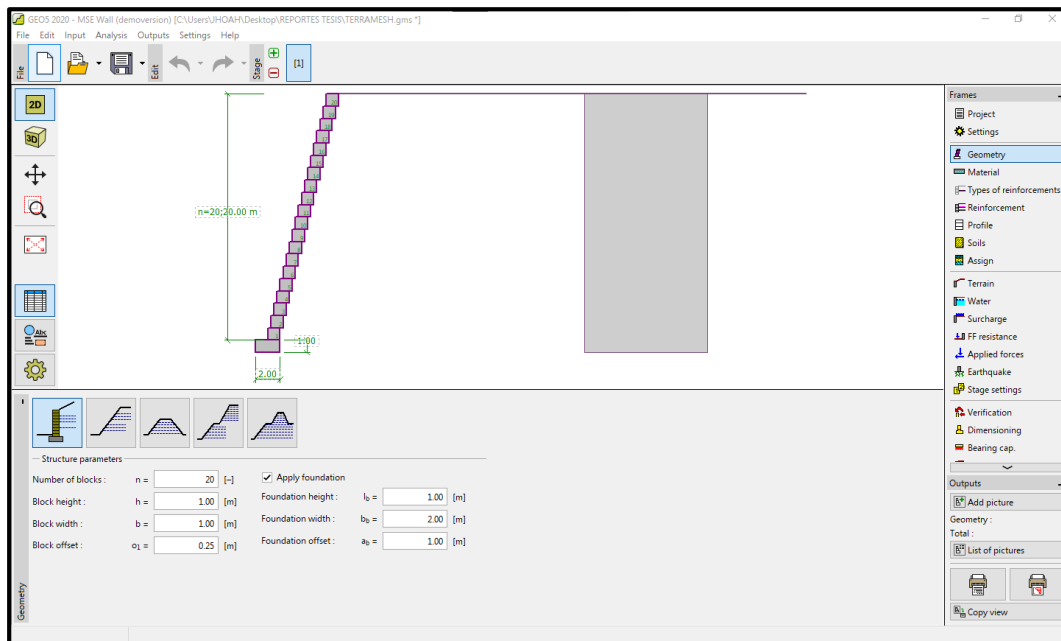 GEO5 2020 - MSE Wall (demoversion) [C:\Users\JHOAH\Desktop\REPORTES TESIS\TERRAMESH.gms *]
File Edit Input Analysis Outputs Settings Help
File
Edit
Stage
[1]
2D
3D
Abc
n=20;20.00 m
1.00
2.00
Frames
Project
Settings
Geometry
Material
Types of reinforcements
Reinforcement
Profile
Soils
Assign
Terrain
Water
Surcharge
FF resistance
Applied forces
Earthquake
Stage settings
Verification
Dimensioning
Bearing cap.
Outputs
Add picture
Geometry :
Total :
List of pictures
Copy view
Geometry
Structure parameters
Number of blocks : n = 20 [–]
Block height : h = 1.00 [m]
Block width : b = 1.00 [m]
Block offset : o1 = 0.25 [m]
Apply foundation
Foundation height : lb = 1.00 [m]
Foundation width : bb = 2.00 [m]
Foundation offset : ab = 1.00 [m]